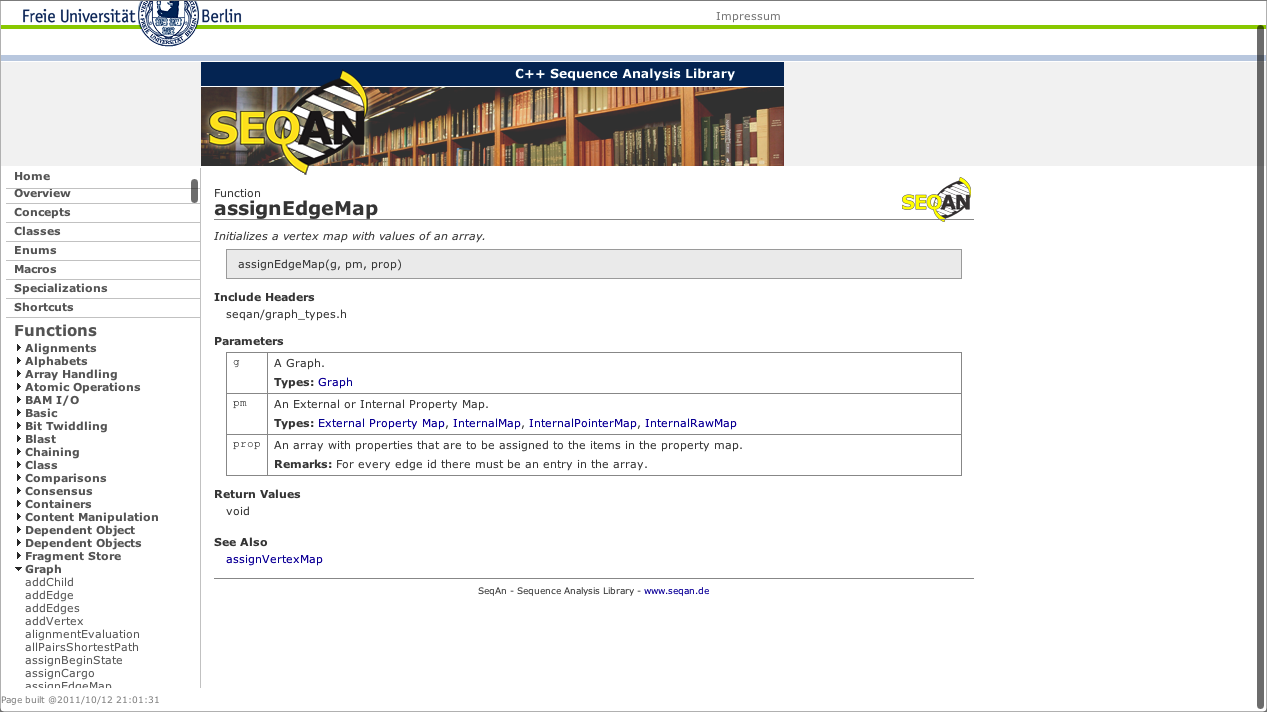 Freie Universität Berlin
Impressum
C++ Sequence Analysis Library
SEQAN
Home
Overview
Concepts
Classes
Enums
Macros
Specializations
Shortcuts
Functions
Alignments
Alphabets
Array Handling
Atomic Operations
BAM I/O
Basic
Bit Twiddling
Blast
Chaining
Class
Comparisons
Consensus
Containers
Content Manipulation
Dependent Object
Dependent Objects
Fragment Store
Graph
addChild
addEdge
addEdges
addVertex
alignmentEvaluation
allPairsShortestPath
assignBeginState
assignCargo
assignEdgeMap
Function
assignEdgeMap
SEQAN
Initializes a vertex map with values of an array.
assignEdgeMap(g, pm, prop)
Include Headers
seqan/graph_types.h
Parameters
g A Graph.
Types: Graph
pm An External or Internal Property Map.
Types: External Property Map, InternalMap, InternalPointerMap, InternalRawMap
prop An array with properties that are to be assigned to the items in the property map.
Remarks: For every edge id there must be an entry in the array.
Return Values
void
See Also
assignVertexMap
SeqAn - Sequence Analysis Library - www.seqan.de
Page built @2011/10/12 21:01:31